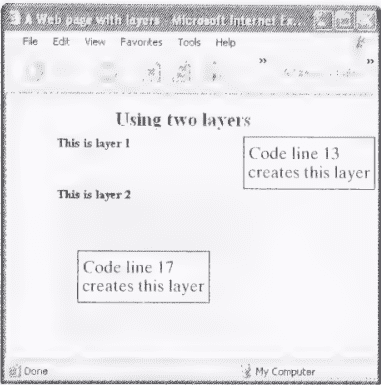 A Web page with layers - Microsoft Internet Ex...
File Edit View Favorites Tools Help
» »
Using two layers
This is layer 1
Code line 13
creates this layer
This is layer 2
Code line 17
creates this layer
Done My Computer